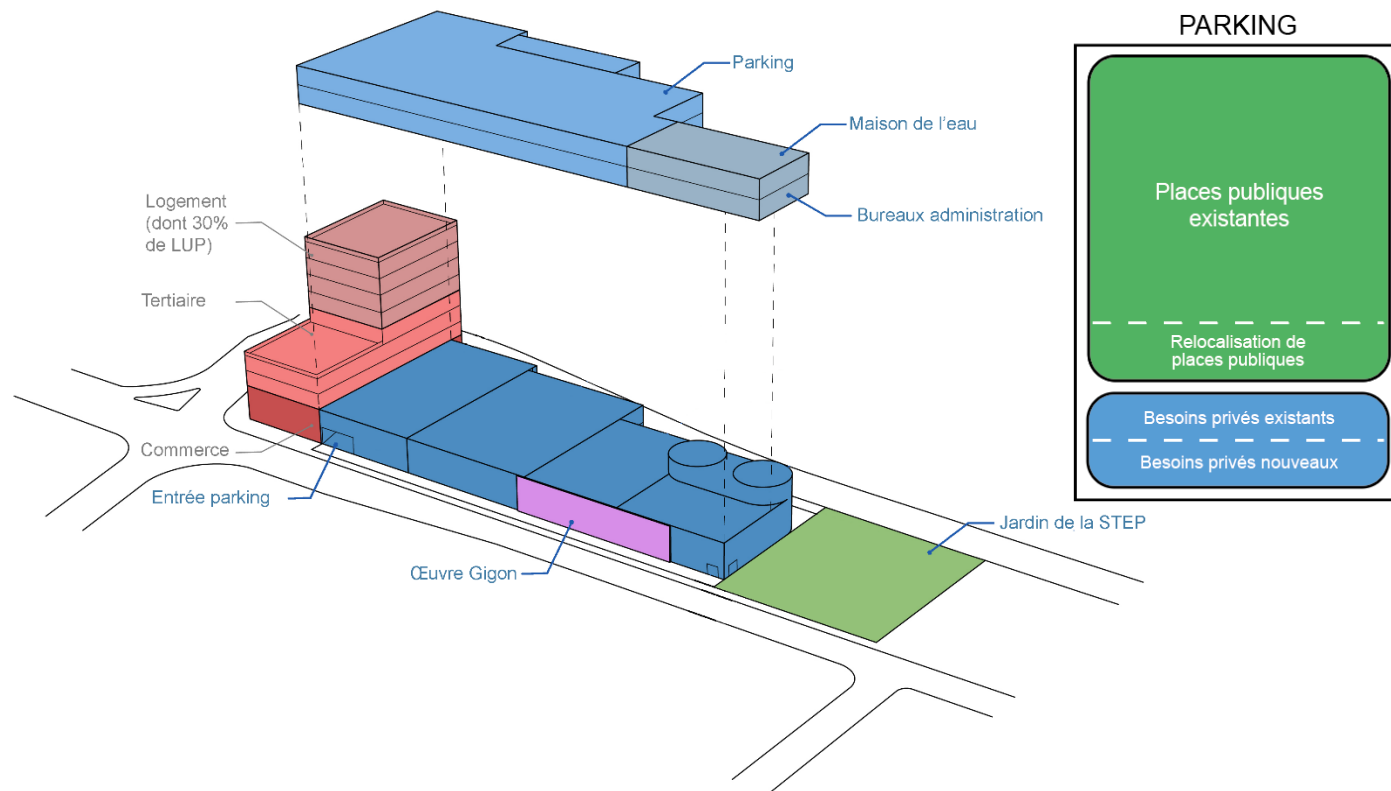 PARKING
Parking
Maison de l'eau
Bureaux administration
Logement
(dont 30%
de LUP)
Tertiaire
Commerce
Entrée parking
Œuvre Gigon
Jardin de la STEP
Places publiques
existantes
Relocalisation de
places publiques
Besoins privés existants
Besoins privés nouveaux